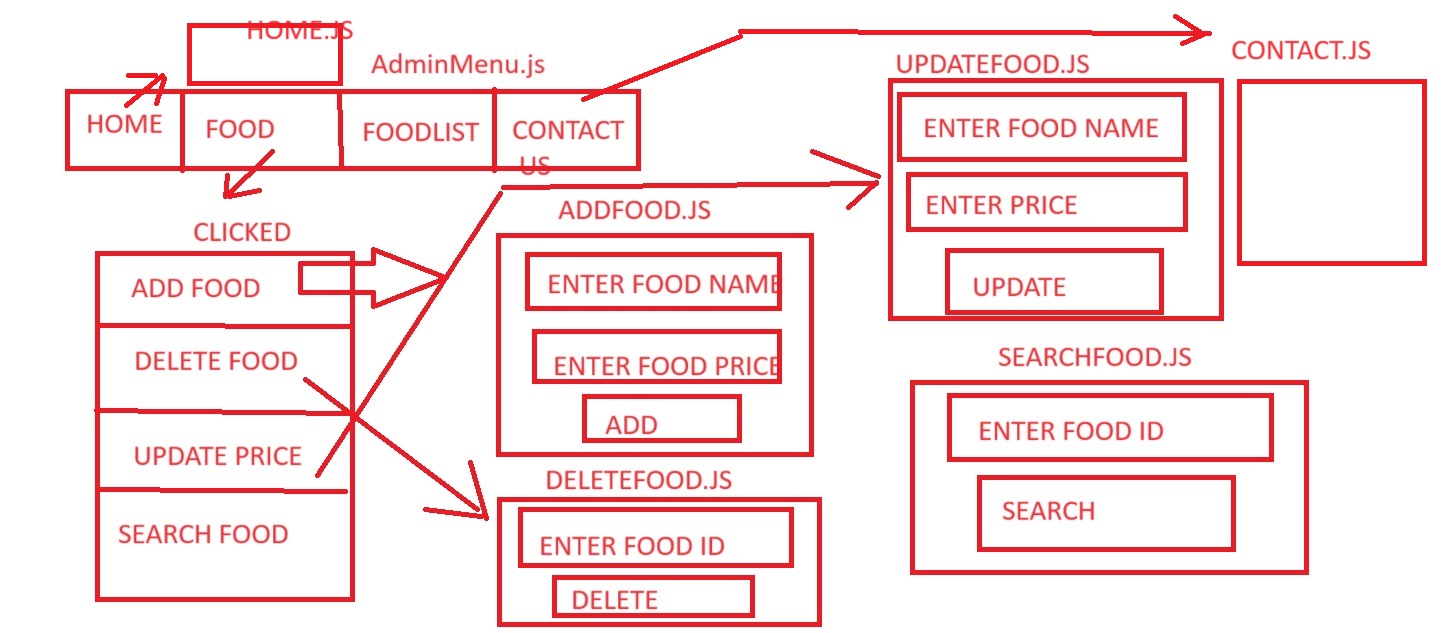 HOME.JS
AdminMenu.js
HOME
FOOD
FOODLIST
CONTACT
US
CLICKED
ADD FOOD
DELETE FOOD
UPDATE PRICE
SEARCH FOOD
ADDFOOD.JS
ENTER FOOD NAME
ENTER FOOD PRICE
ADD
DELETEFOOD.JS
ENTER FOOD ID
DELETE
UPDATEFOOD.JS
ENTER FOOD NAME
ENTER PRICE
UPDATE
SEARCHFOOD.JS
ENTER FOOD ID
SEARCH
CONTACT.JS